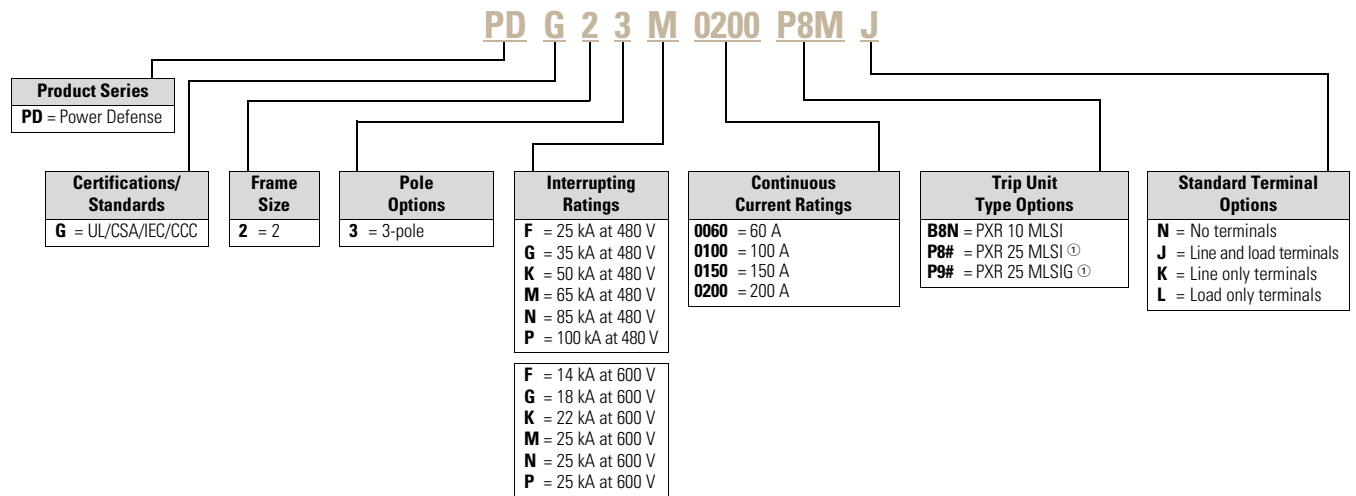 PD G 2 3 M 0200 P8M J
Product Series
PD = Power Defense
Certifications/
Standards
G = UL/CSA/IEC/CCC
Frame
Size
2 = 2
Pole
Options
3 = 3-pole
Interrupting
Ratings
F = 25 kA at 480 V
G = 35 kA at 480 V
K = 50 kA at 480 V
M = 65 kA at 480 V
N = 85 kA at 480 V
P = 100 kA at 480 V
F = 14 kA at 600 V
G = 18 kA at 600 V
K = 22 kA at 600 V
M = 25 kA at 600 V
N = 25 kA at 600 V
P = 25 kA at 600 V
Continuous
Current Ratings
0060 = 60 A
0100 = 100 A
0150 = 150 A
0200 = 200 A
Trip Unit
Type Options
B8N = PXR 10 MLSI
P8# = PXR 25 MLSI ①
P9# = PXR 25 MLSIG ①
Standard Terminal
Options
N = No terminals
J = Line and load terminals
K = Line only terminals
L = Load only terminals